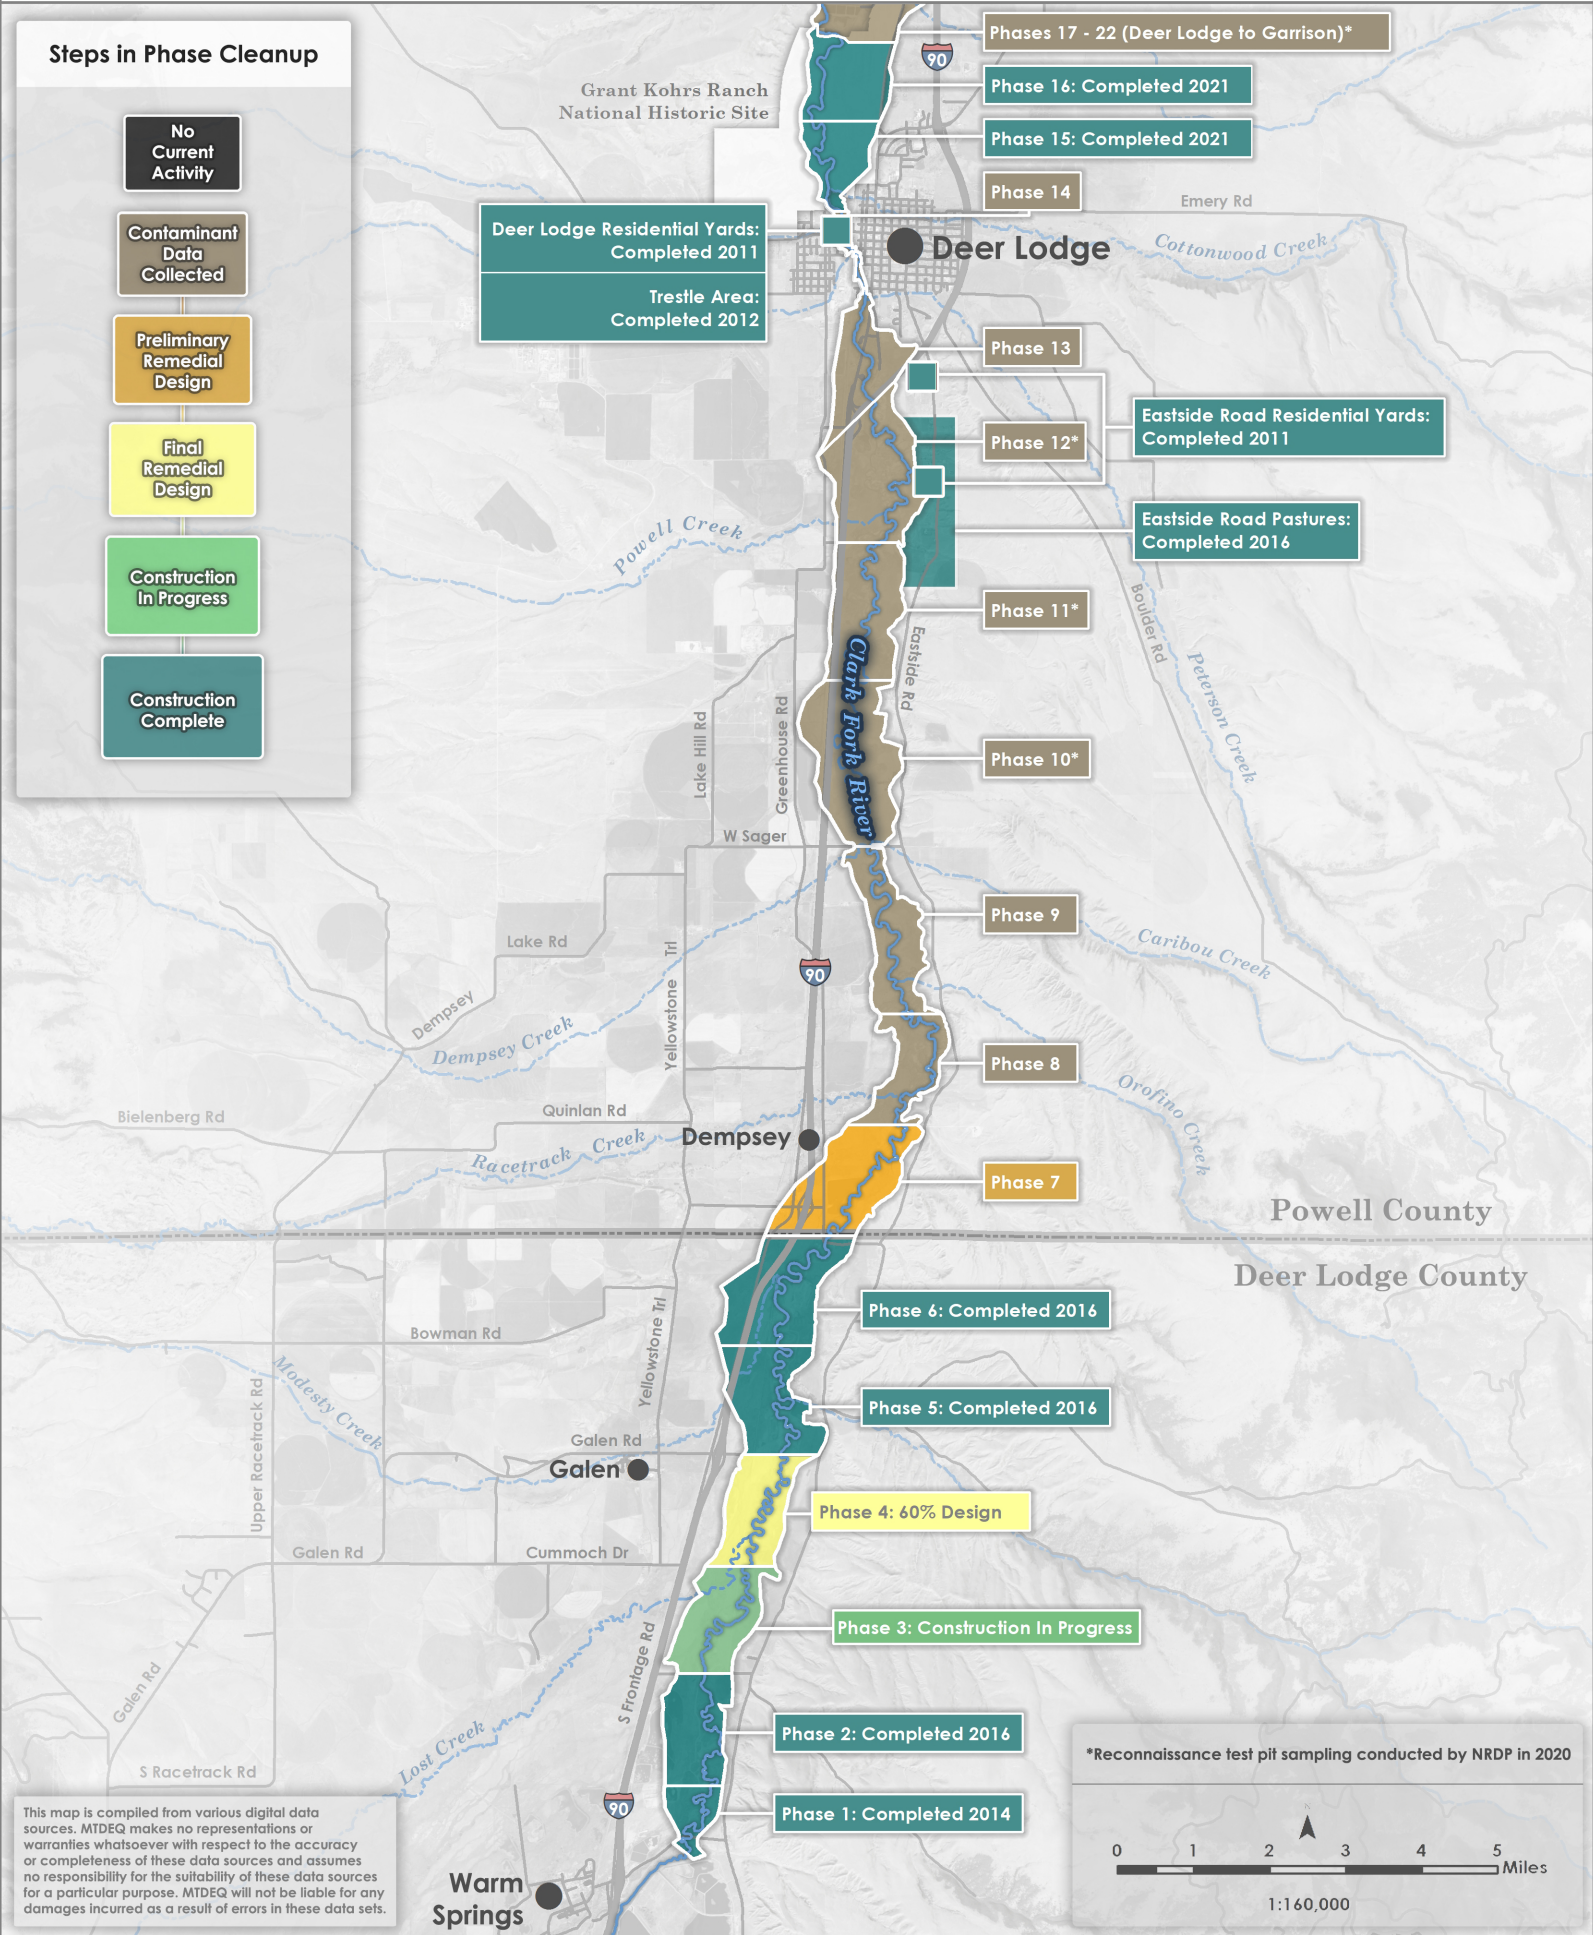 Steps in Phase Cleanup
No
Current
Activity
Contaminant
Data
Collected
Preliminary
Remedial
Design
Final
Remedial
Design
Construction
In Progress
Construction
Complete
Phases 17 - 22 (Deer Lodge to Garrison)*
90
Grant Kohrs Ranch
National Historic Site
Phase 16: Completed 2021
Phase 15: Completed 2021
Phase 14
Emery Rd
Deer Lodge Residential Yards:
Completed 2011
Trestle Area:
Completed 2012
Deer Lodge
Cottonwood Creek
Phase 13
Phase 12*
Eastside Road Residential Yards:
Completed 2011
Powell Creek
Eastside Road Pastures:
Completed 2016
Phase 11*
Boulder Rd
Eastside Rd
Clark Fork River
Peterson Creek
Lake Hill Rd
Greenhouse Rd
Phase 10*
W Sager
Phase 9
Lake Rd
Caribou Creek
90
Yellowstone Trl
Dempsey
Dempsey Creek
Phase 8
Orofino Creek
Bielenberg Rd
Quinlan Rd
Dempsey
Racetrack Creek
Phase 7
Powell County
Deer Lodge County
Phase 6: Completed 2016
Bowman Rd
Yellowstone Trl
Modesty Creek
Upper Racetrack Rd
Phase 5: Completed 2016
Galen Rd
Galen
Phase 4: 60% Design
Galen Rd
Cummoch Dr
Phase 3: Construction In Progress
Galen Rd
S Frontage Rd
Phase 2: Completed 2016
Lost Creek
S Racetrack Rd
90
Phase 1: Completed 2014
This map is compiled from various digital data
sources. MTDEQ makes no representations or
warranties whatsoever with respect to the accuracy
or completeness of these data sources and assumes
no responsibility for the suitability of these data sources
for a particular purpose. MTDEQ will not be liable for any
damages incurred as a result of errors in these data sets.
Warm
Springs
*Reconnaissance test pit sampling conducted by NRDP in 2020
N
0 1 2 3 4 5
Miles
1:160,000